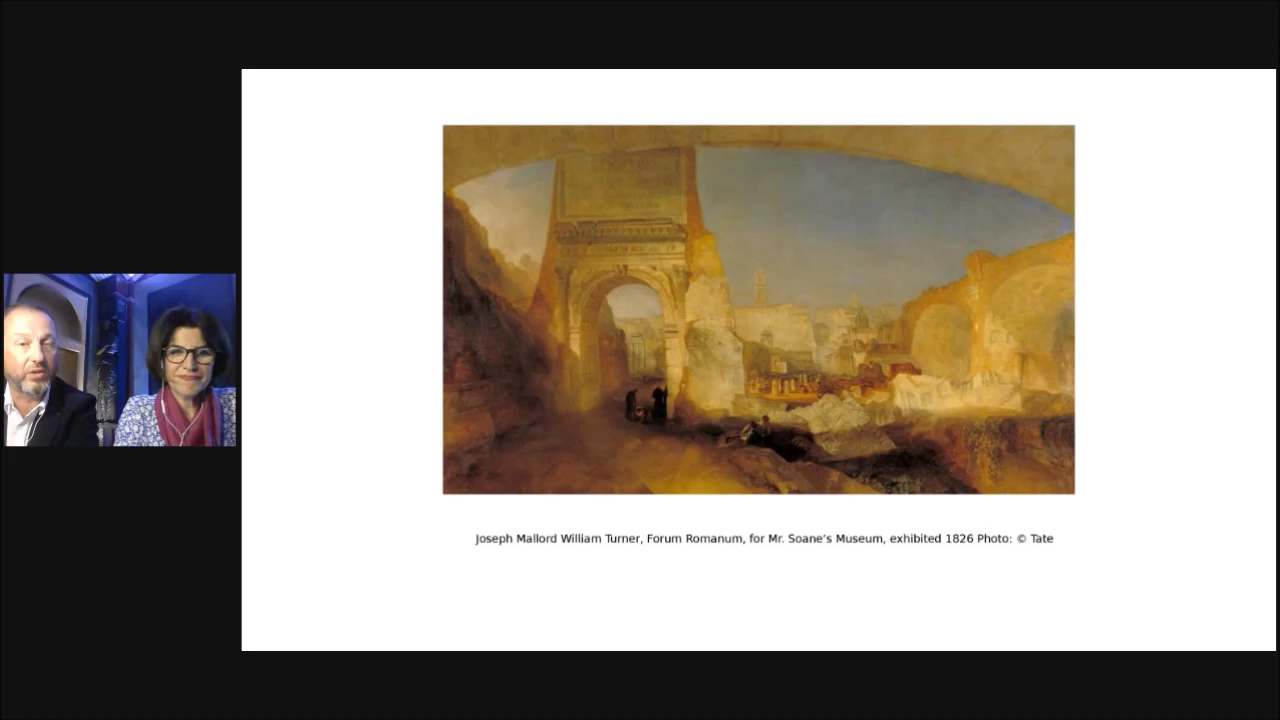 Joseph Mallord William Turner, Forum Romanum, for Mr. Soane's Museum, exhibited 1826 Photo: © Tate